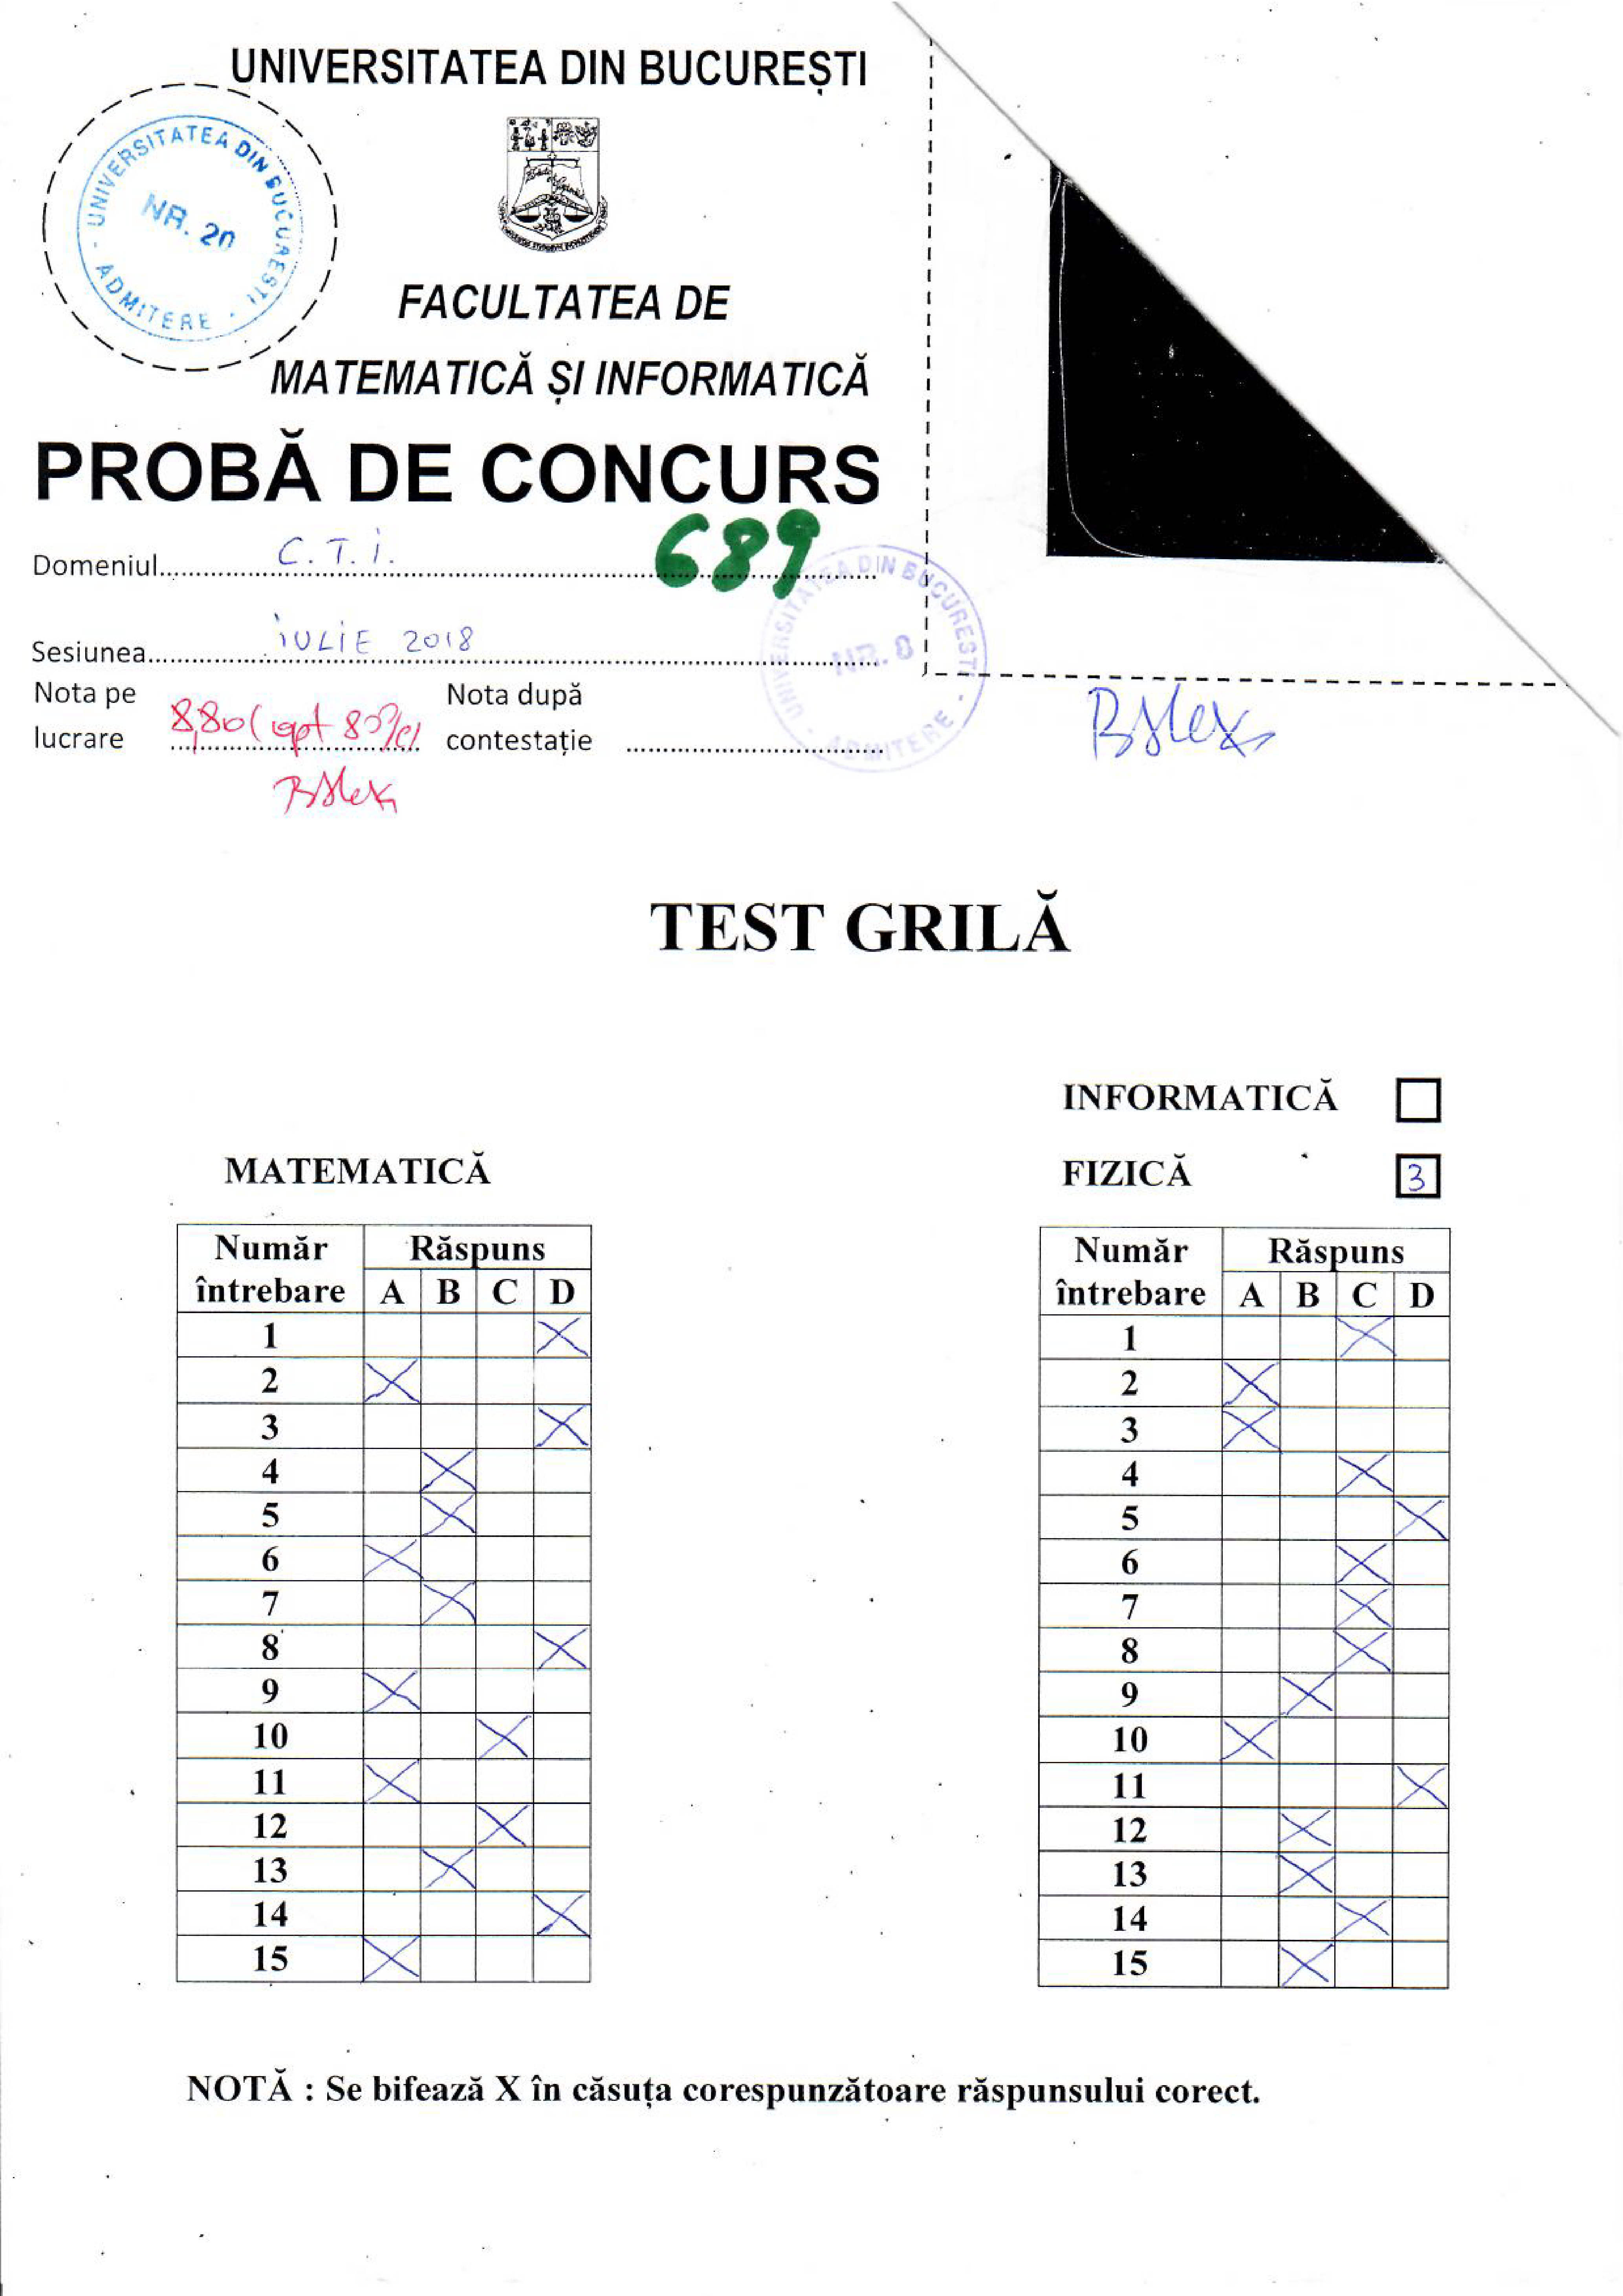 UNIVERSITATEA DIN BUCUREȘTI
UNIVERSITATEA DIN BUCUREȘTI
NR. 20
ADMITERE
FACULTATEA DE
MATEMATICĂ ȘI INFORMATICĂ
PROBĂ DE CONCURS
689
Domeniul C.T.I.
Sesiunea IULIE 2018
UNIVERSITATEA DIN BUCURESTI
NR. 8
ADMITERE
Nota pe lucrare 8,80 (opt 80%)
Nota după contestație
TEST GRILĂ
INFORMATICĂ
MATEMATICĂ
FIZICĂ 3
Număr întrebare Răspuns
A B C D
1 X
2 X
3 X
4 X
5 X
6 X
7 X
8 X
9 X
10 X
11 X
12 X
13 X
14 X
15 X
Număr întrebare Răspuns
A B C D
1 X
2 X
3 X
4 X
5 X
6 X
7 X
8 X
9 X
10 X
11 X
12 X
13 X
14 X
15 X
NOTĂ : Se bifează X în căsuța corespunzătoare răspunsului corect.